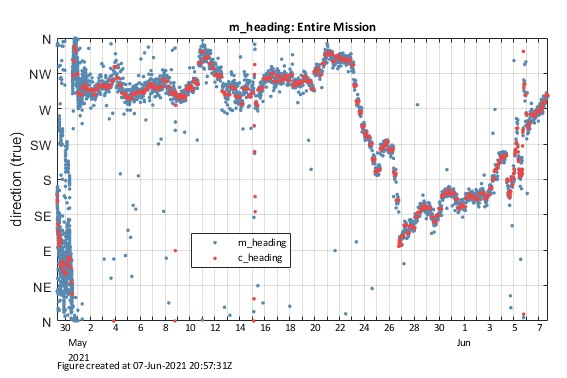 m_heading: Entire Mission
N
NW
W
SW
S
SE
E
NE
N
direction (true)
m_heading
c_heading
30 2 4 6 8 10 12 14 16 18 20 22 24 26 28 30 1 3 5 7
May Jun
2021
Figure created at 07-Jun-2021 20:57:31Z